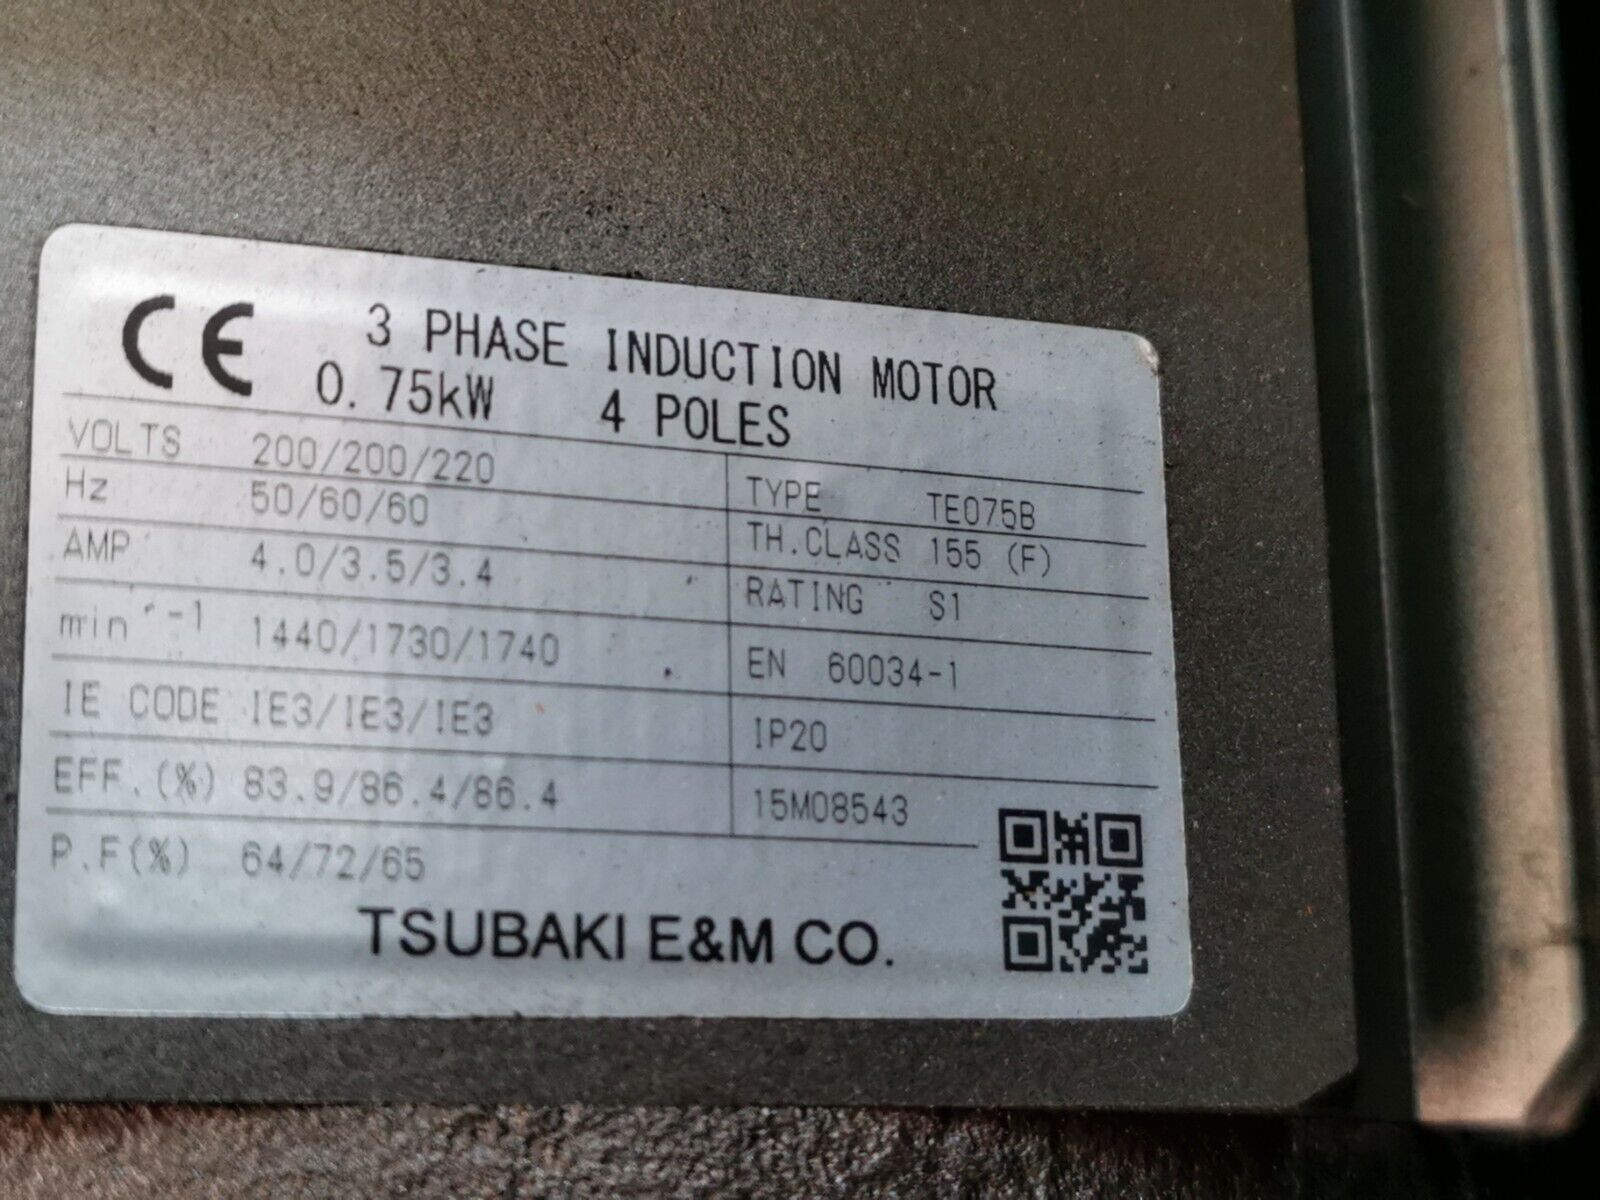 CE 3 PHASE INDUCTION MOTOR
0.75kW 4 POLES
VOLTS 200/200/220
Hz 50/60/60
AMP 4.0/3.5/3.4
min^-1 1440/1730/1740
IE CODE IE3/IE3/IE3
EFF.(%) 83.9/86.4/86.4
P.F(%) 64/72/65
TYPE TE075B
TH.CLASS 155 (F)
RATING S1
EN 60034-1
IP20
15M08543
TSUBAKI E&M CO.